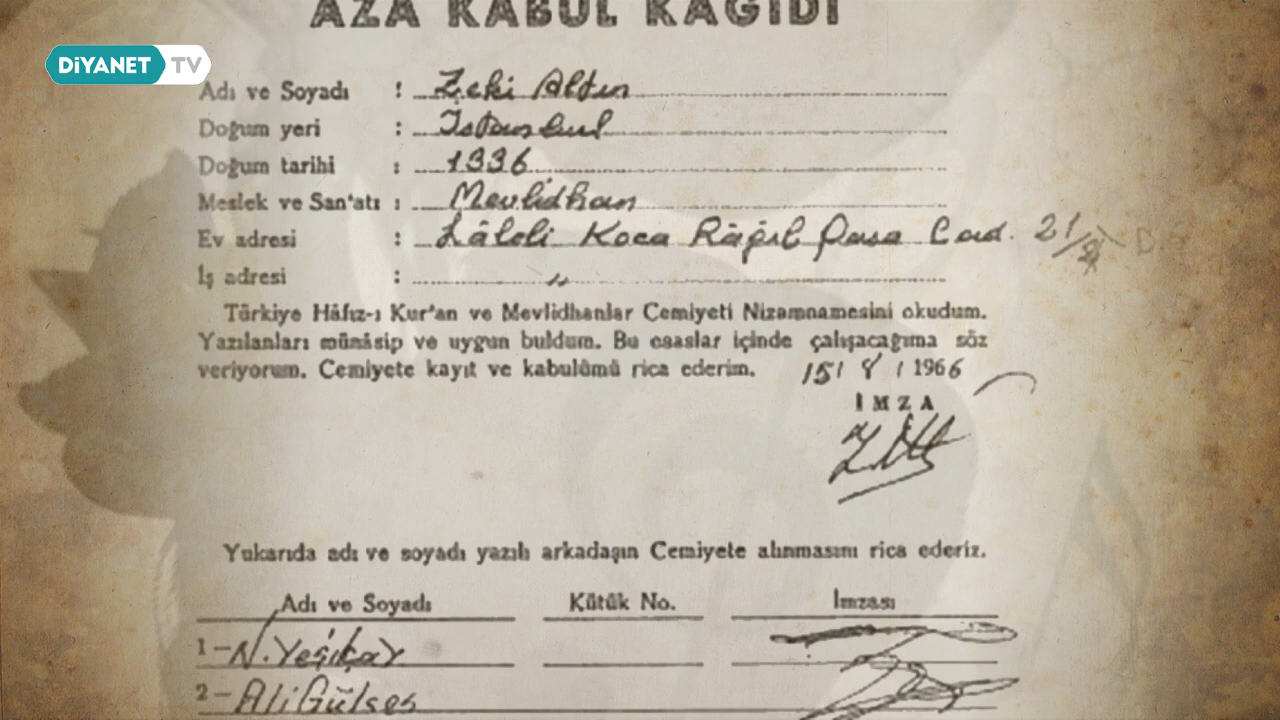 AZA KABUL KAĞIDI
DİYANET TV
Adı ve Soyadı : Zeki Altun
Doğum yeri : İstanbul
Doğum tarihi : 1336
Meslek ve San'atı : Mevlidhan
Ev adresi : Lâleli Koca Râgıb Paşa Cad. 21/
İş adresi : "
Türkiye Hâfız-ı Kur'an ve Mevlidhanlar Cemiyeti Nizamnamesini okudum.
Yazılanları münâsip ve uygun buldum. Bu esaslar içinde çalışacağıma söz
veriyorum. Cemiyete kayıt ve kabulümü rica ederim. 15/ 8 / 1966
İMZA
Yukarıda adı ve soyadı yazılı arkadaşın Cemiyete alınmasını rica ederiz.
Adı ve Soyadı Kütük No. İmzası
1 - N. Yeşilçay
2 - Ali Gülses